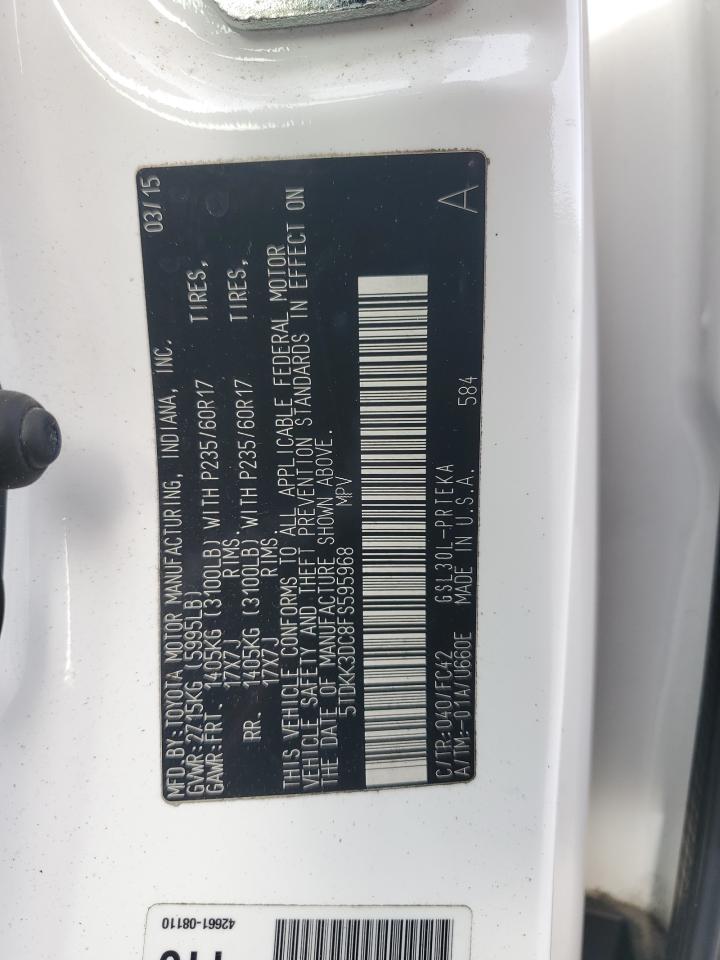 MFD.BY:TOYOTA MOTOR MANUFACTURING, INDIANA, INC. 03/15
GVWR:2715KG (5995LB)
GAWR:FRT. 1405KG (3100LB) WITH P235/60R17 TIRES,
17X7J RIMS
RR. 1405KG (3100LB) WITH P235/60R17 TIRES,
17X7J RIMS
THIS VEHICLE CONFORMS TO ALL APPLICABLE FEDERAL MOTOR
VEHICLE SAFETY AND THEFT PREVENTION STANDARDS IN EFFECT ON
THE DATE OF MANUFACTURE SHOWN ABOVE.
5TDKK3DC8FS595968 MPV
C/TR:040/FC42 GSL30L-PRTEKA 584
A/TM:-01A/U660E MADE IN U.S.A. A
42661-08110